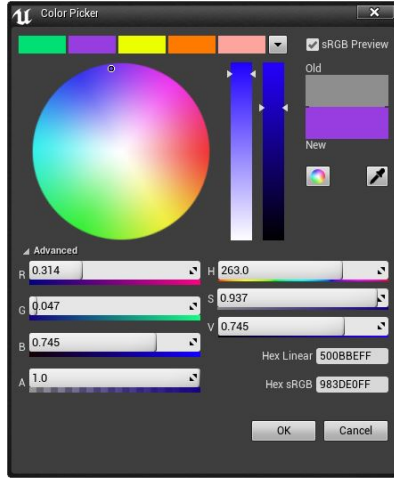 Color Picker
sRGB Preview
Old
New
Advanced
R 0.314
H 263.0
G 0.047
S 0.937
B 0.745
V 0.745
Hex Linear 500BBEFF
A 1.0
Hex sRGB 983DE0FF
OK Cancel